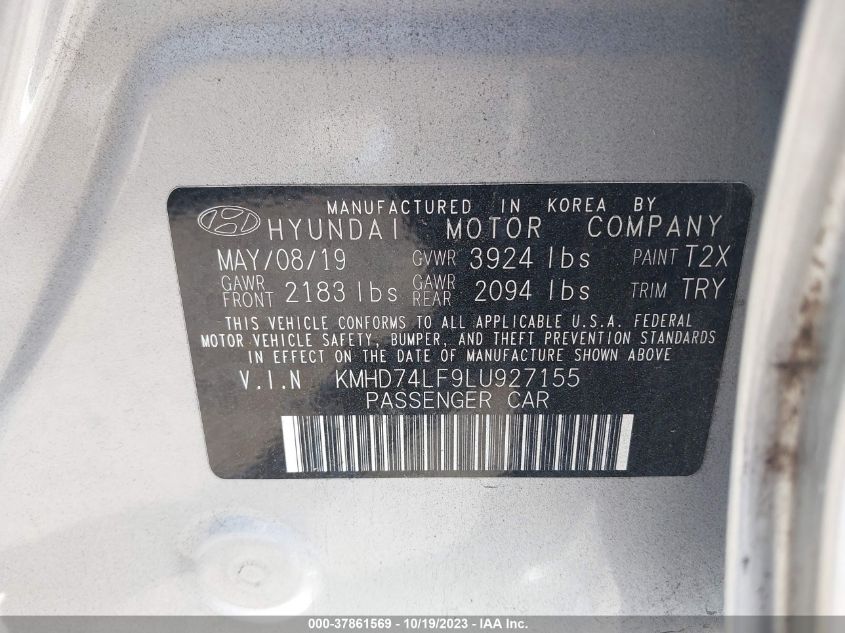 MANUFACTURED IN KOREA BY
HYUNDAI MOTOR COMPANY
MAY/08/19 GVWR 3924 lbs PAINT T2X
GAWR FRONT 2183 lbs GAWR REAR 2094 lbs TRIM TRY
THIS VEHICLE CONFORMS TO ALL APPLICABLE U.S.A. FEDERAL
MOTOR VEHICLE SAFETY, BUMPER, AND THEFT PREVENTION STANDARDS
IN EFFECT ON THE DATE OF MANUFACTURE SHOWN ABOVE
V.I.N KMHD74LF9LU927155
PASSENGER CAR
000-37861569 - 10/19/2023 - IAA Inc.